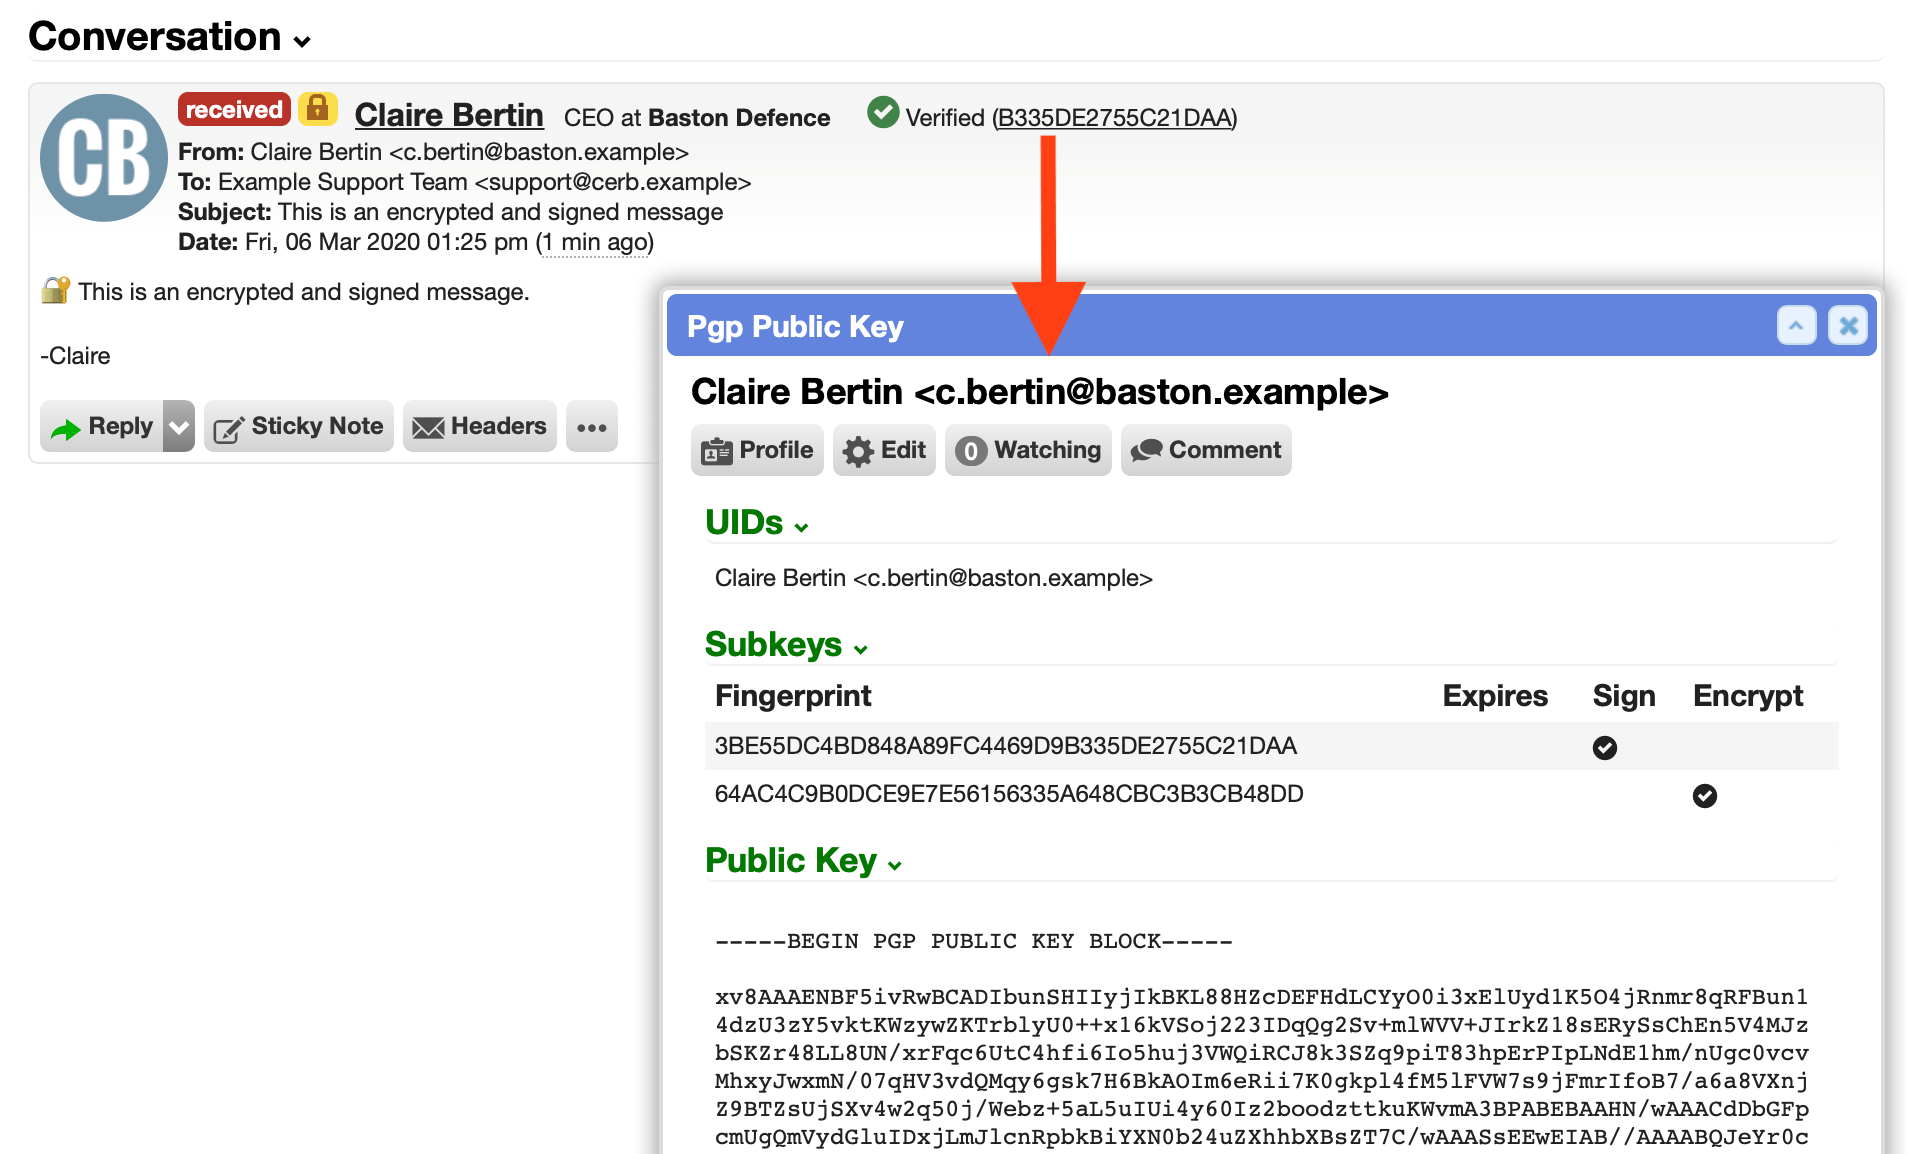 Conversation
CB
received Claire Bertin CEO at Baston Defence Verified (B335DE2755C21DAA)
From: Claire Bertin <c.bertin@baston.example>
To: Example Support Team <support@cerb.example>
Subject: This is an encrypted and signed message
Date: Fri, 06 Mar 2020 01:25 pm (1 min ago)
This is an encrypted and signed message.
-Claire
Reply Sticky Note Headers •••
Pgp Public Key
Claire Bertin <c.bertin@baston.example>
Profile Edit 0 Watching Comment
UIDs
Claire Bertin <c.bertin@baston.example>
Subkeys
Fingerprint Expires Sign Encrypt
3BE55DC4BD848A89FC4469D9B335DE2755C21DAA
64AC4C9B0DCE9E7E56156335A648CBC3B3CB48DD
Public Key
-----BEGIN PGP PUBLIC KEY BLOCK-----
xv8AAAENBF5ivRwBCADIbunSHIIyjIkBKL88HZcDEFHdLCYyO0i3xElUyd1K5O4jRnmr8qRFBun1
4dzU3zY5vktKWzywZKTrblyU0++x16kVSoj223IDqQg2Sv+mlWVV+JIrkZ18sERySsChEn5V4MJz
bSKZr48LL8UN/xrFqc6UtC4hfi6Io5huj3VWQiRCJ8k3SZq9piT83hpErPIpLNdE1hm/nUgc0vcv
MhxyJwxmN/07qHV3vdQMqy6gsk7H6BkAOIm6eRii7K0gkpl4fM5lFVW7s9jFmrIfoB7/a6a8VXnj
Z9BTZsUjSXv4w2q50j/Webz+5aL5uIUi4y60Iz2boodzttkuKWvmA3BPABEBAAHN/wAAACdDbGFp
cmUgQmVydGluIDxjLmJlcnRpbkBiYXN0b24uZXhhbXBsZT7C/wAAASsEEwEIAB//AAAABQJeYr0c